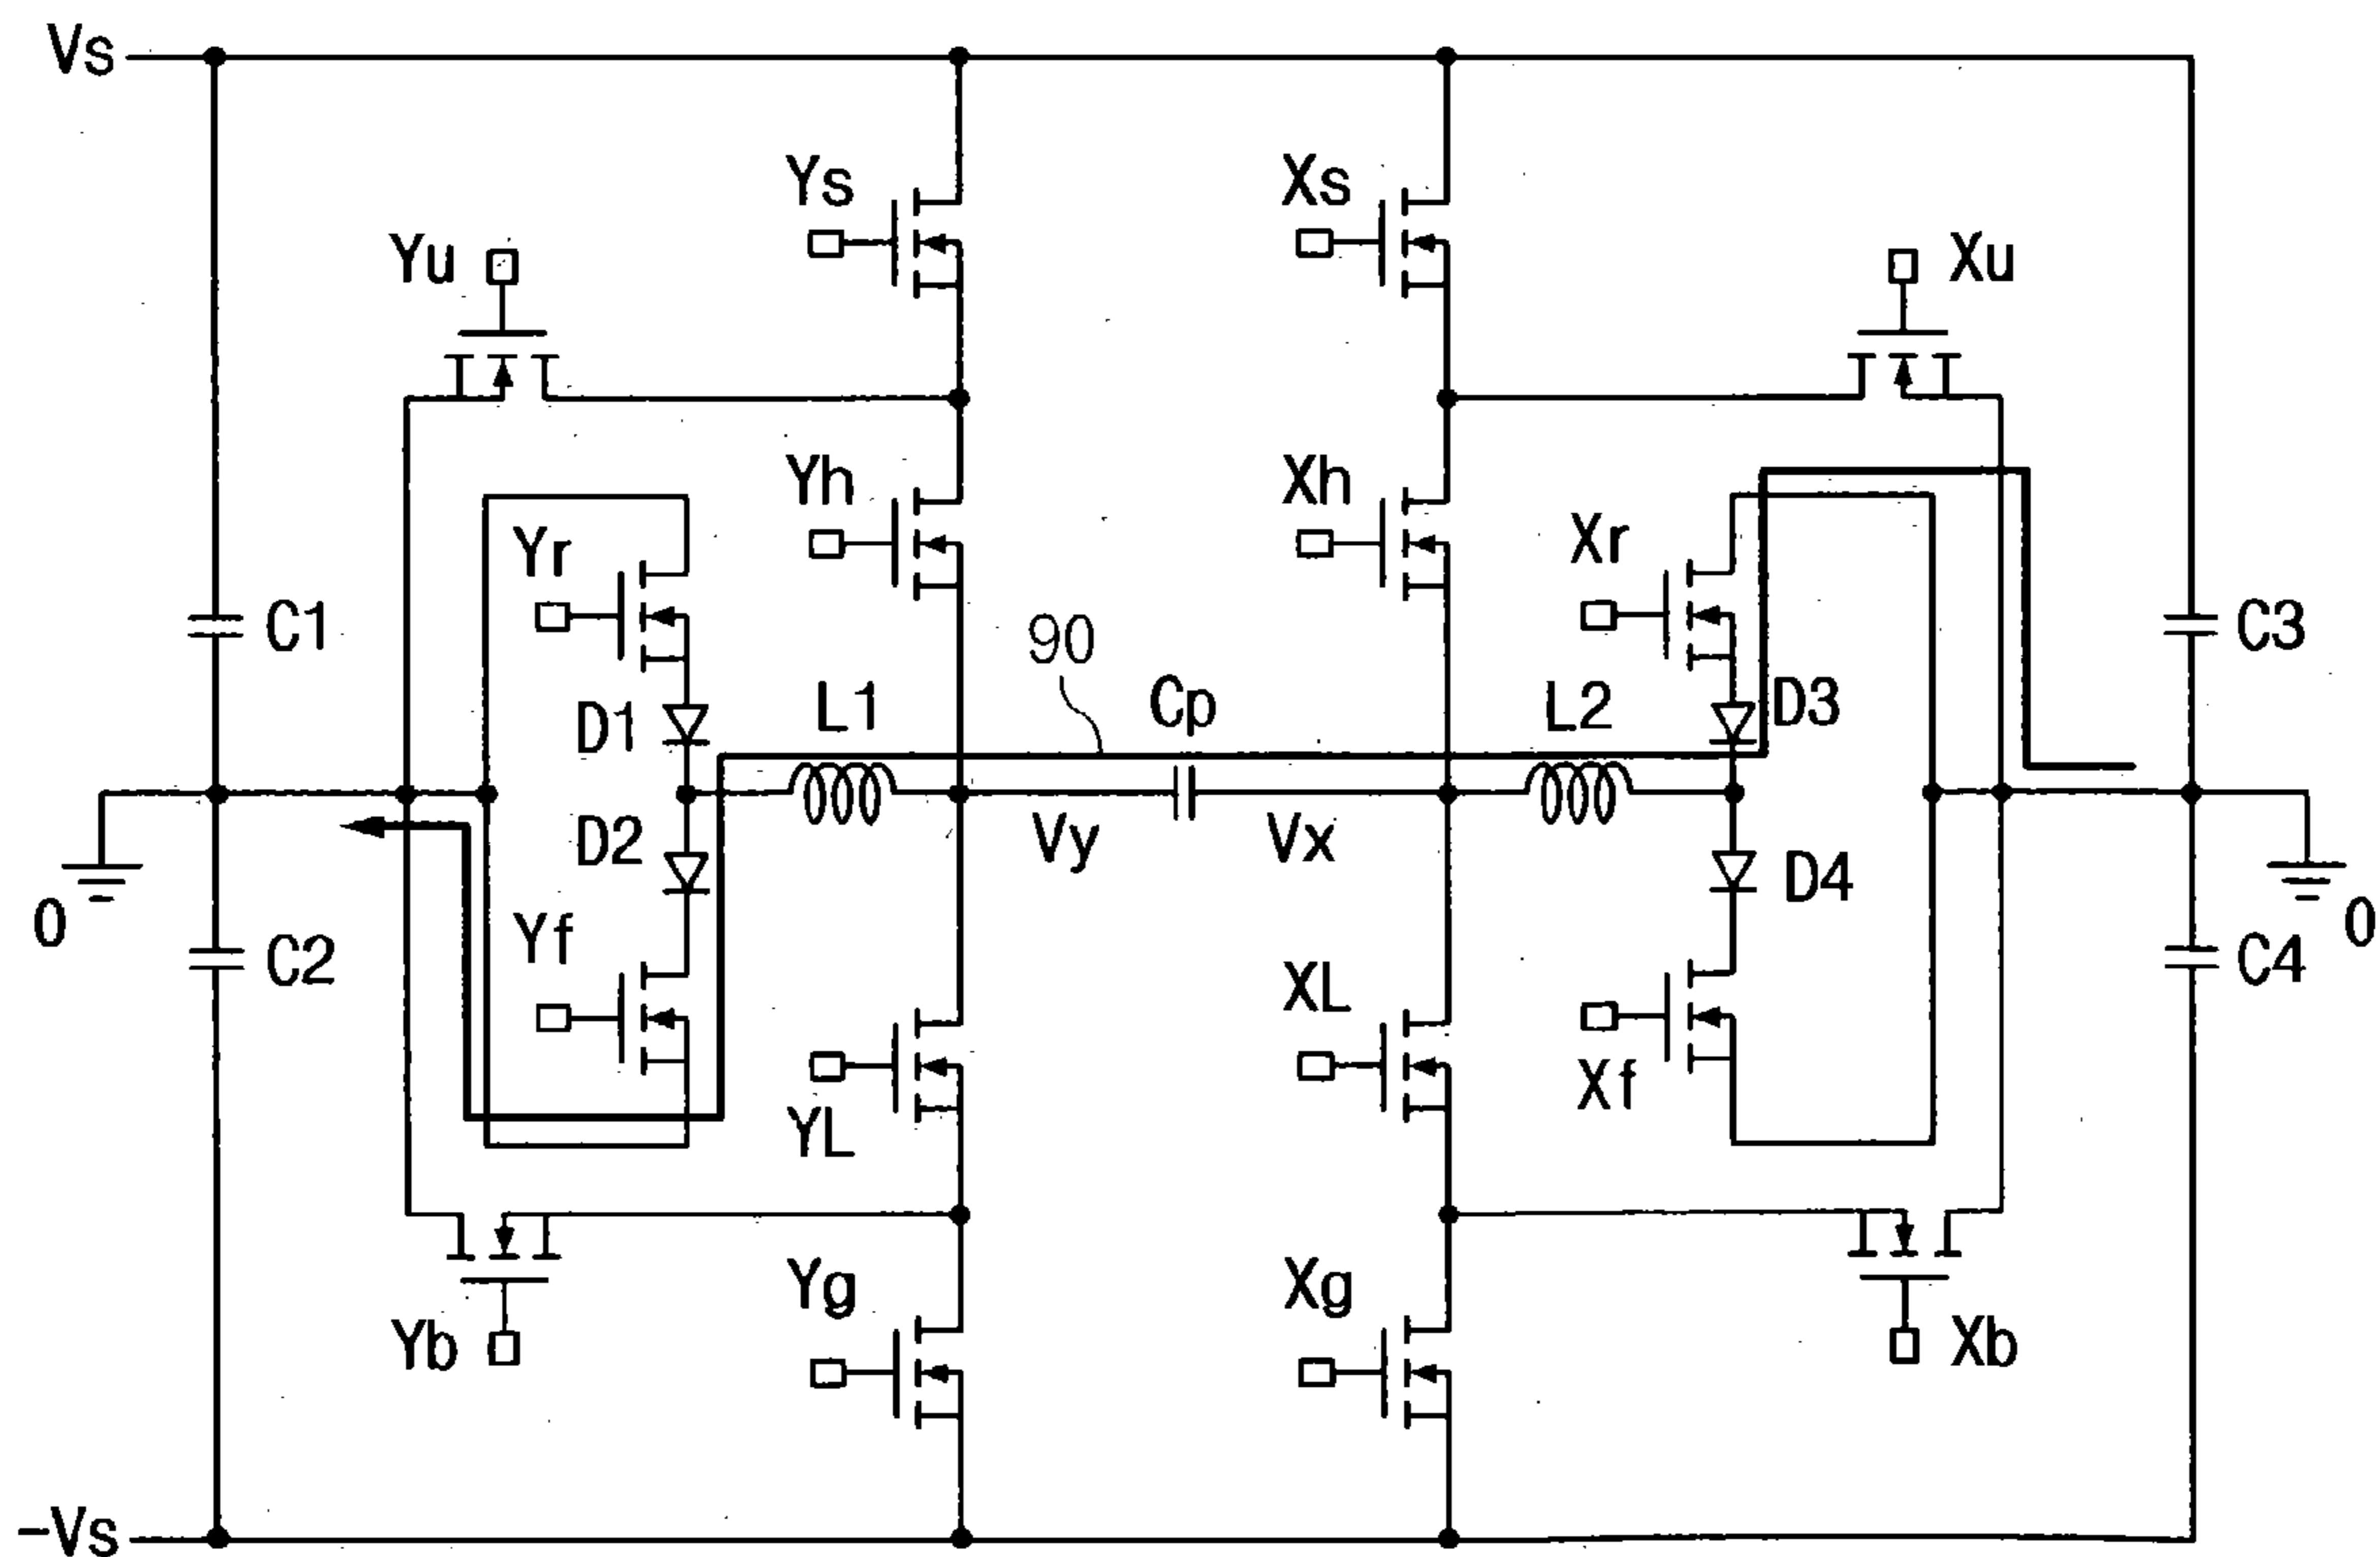 Vs
Ys
Xs
Yu
Xu
Yh
Xh
Yr
Xr
C1
90
C3
D1
L1
Cp
L2
D3
D2
Vy
Vx
D4
0
0
C2
Yf
XL
C4
Xf
YL
Yg
Xg
Yb
Xb
-Vs